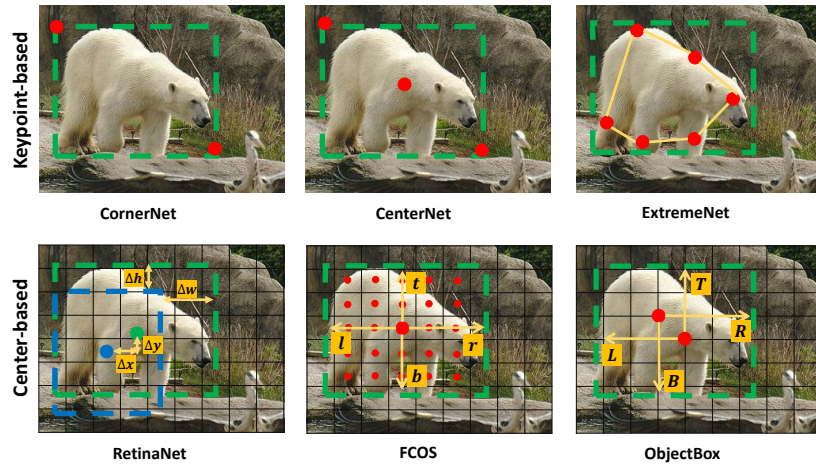 Keypoint-based
CornerNet
CenterNet
ExtremeNet
Center-based
Δh
Δw
Δy
Δx
t
l
r
b
T
R
L
B
RetinaNet
FCOS
ObjectBox